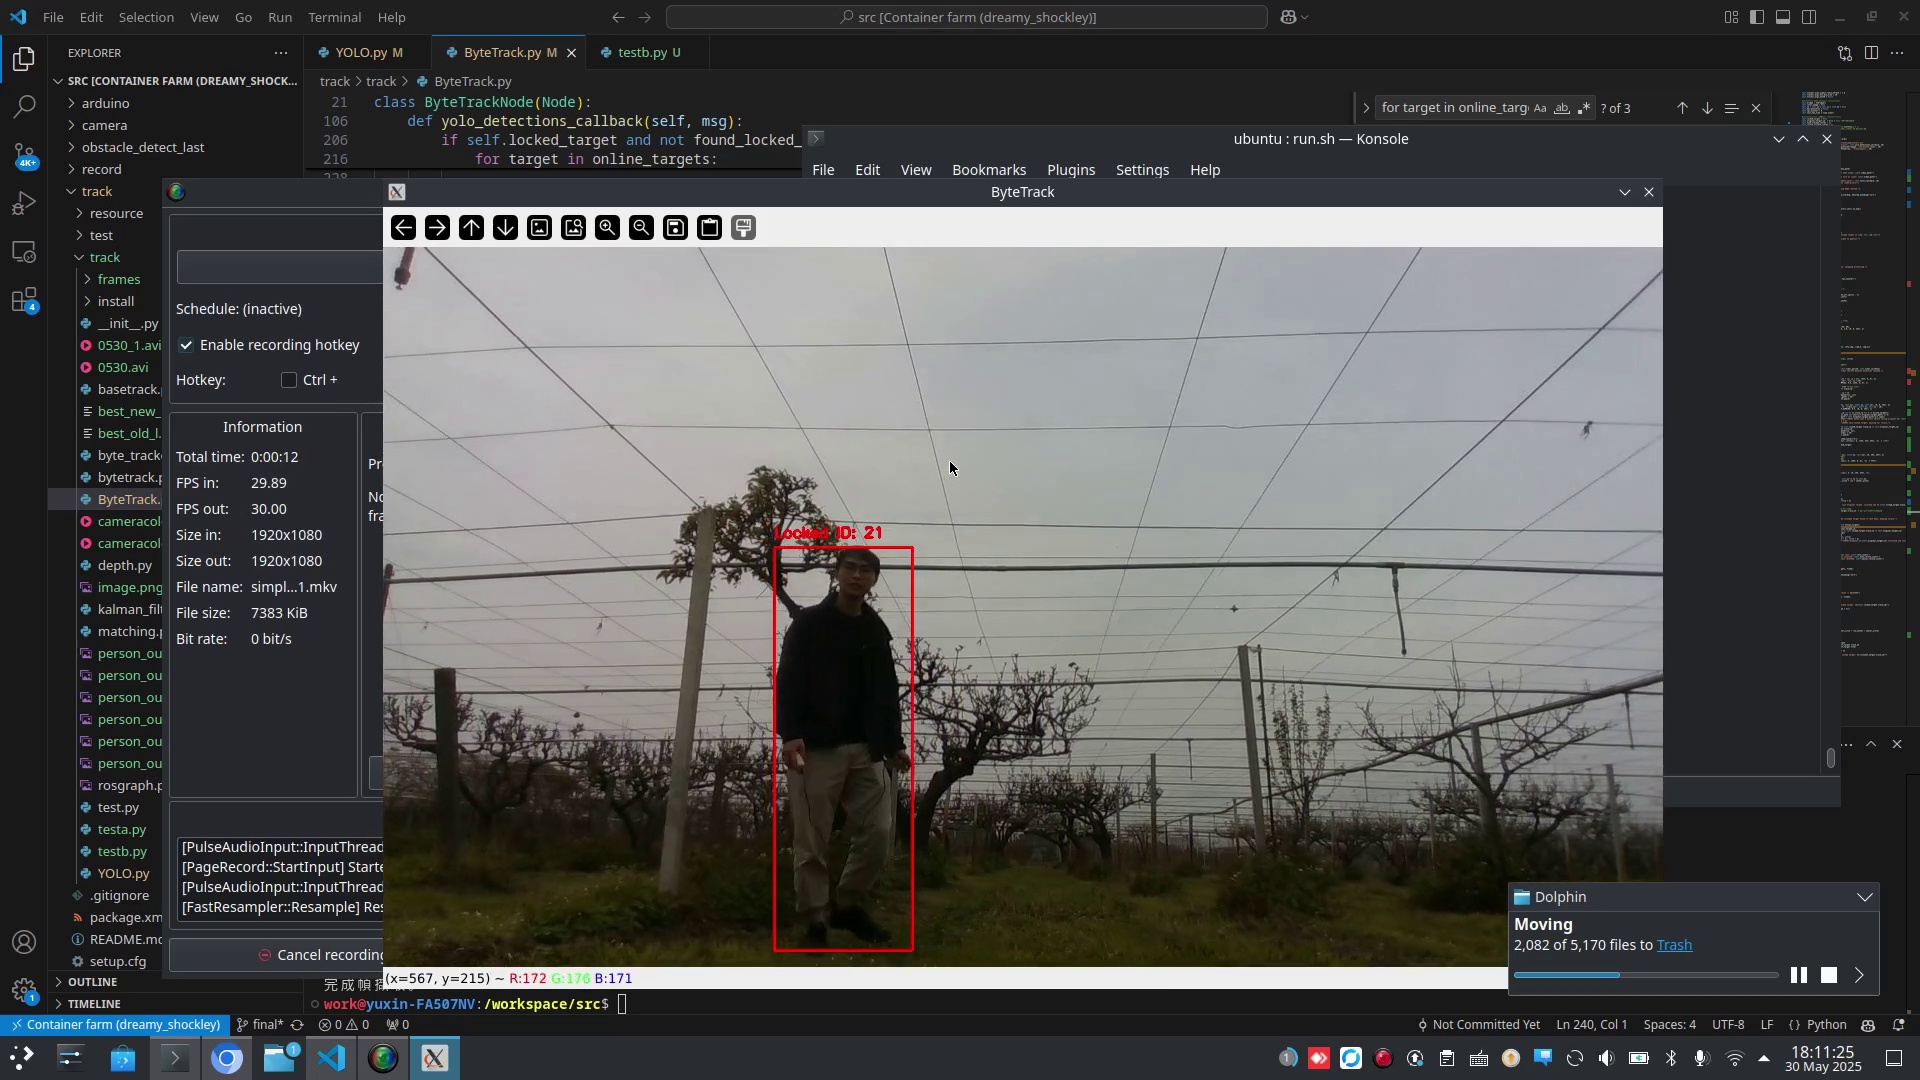 File Edit Selection View Go Run Terminal Help
src [Container farm (dreamy_shockley)]
EXPLORER
YOLO.py M
ByteTrack.py M
testb.py U
SRC [CONTAINER FARM (DREAMY_SHOCK...
track > track > ByteTrack.py
arduino
21 class ByteTrackNode(Node):
for target in online_targ
Aa ab
? of 3
camera
106 def yolo_detections_callback(self, msg):
obstacle_detect_last
206 if self.locked_target and not found_locked_
ubuntu : run.sh — Konsole
4K+
record
216 for target in online_targets:
File Edit View Bookmarks Plugins Settings Help
track
228
ByteTrack
resource
test
track
frames
install
4
__init__.py
0530_1.avi
0530.avi
basetrack.
best_new_
best_old_l.
byte_track
bytetrack.p
ByteTrack.
cameracol
cameracol
depth.py
image.png
kalman_filt
matching.p
person_ou
person_ou
person_ou
person_ou
person_ou
person_ou
rosgraph.p
test.py
testa.py
testb.py
YOLO.py
.gitignore
package.xm
README.md
setup.cfg
OUTLINE
TIMELINE
Schedule: (inactive)
Enable recording hotkey
Hotkey: Ctrl +
Information
Total time: 0:00:12
FPS in: 29.89
FPS out: 30.00
Size in: 1920x1080
Size out: 1920x1080
File name: simpl...1.mkv
File size: 7383 KiB
Bit rate: 0 bit/s
Pr
No
fra
[PulseAudioInput::InputThread
[PageRecord::StartInput] Starte
[PulseAudioInput::InputThread
[FastResampler::Resample] Res
Cancel recording
Locked ID: 21
(x=567, y=215) ~ R:172 G:176 B:171
work@yuxin-FA507NV:/workspace/src$
Dolphin
Moving
2,082 of 5,170 files to Trash
1
Container farm (dreamy_shockley)
final*
0 0
0
Not Committed Yet
Ln 240, Col 1
Spaces: 4
UTF-8
LF
Python
1
1
18:11:25
30 May 2025